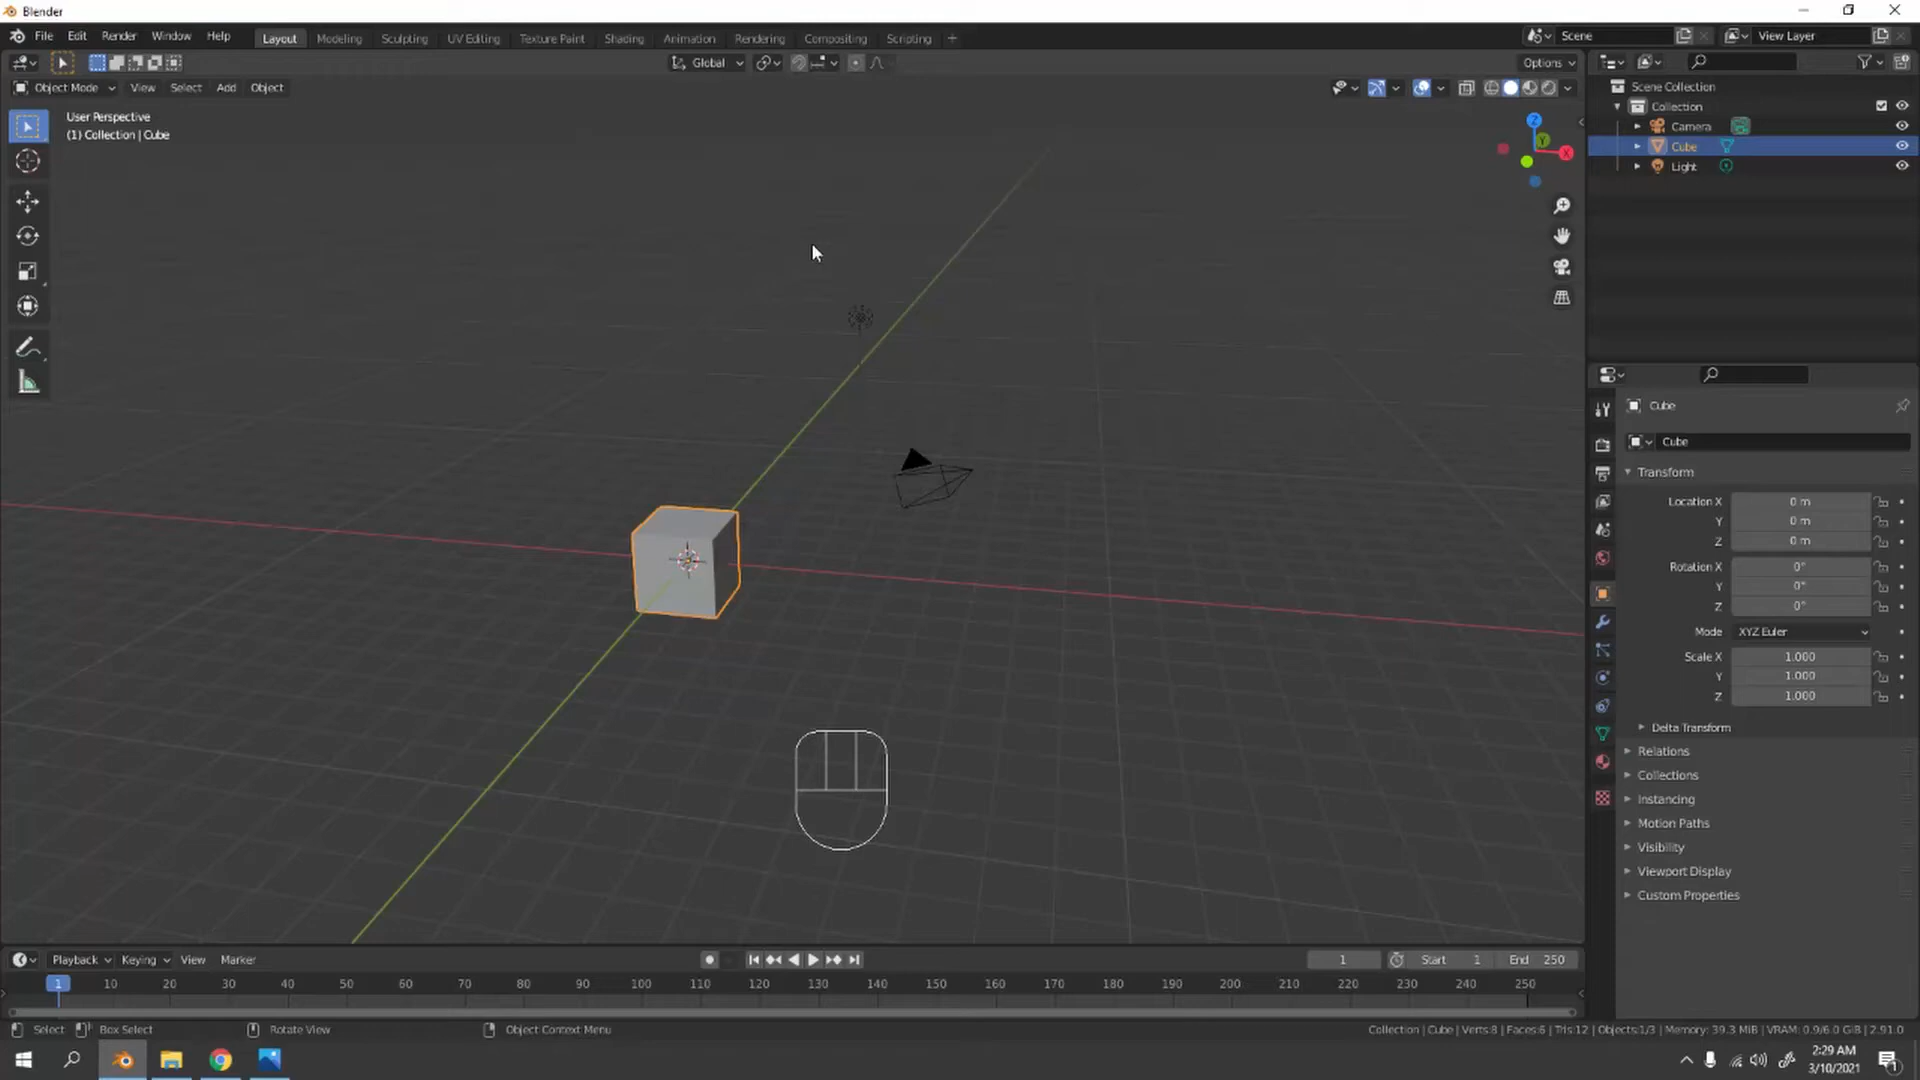 Blender
File Edit Render Window Help Layout Modeling Sculpting UV Editing Texture Paint Shading Animation Rendering Compositing Scripting + Scene View Layer
Global Options
Object Mode View Select Add Object
User Perspective
(1) Collection | Cube
Z
Y
X
Scene Collection
Collection
Camera
Cube
Light
Cube
Cube
Transform
Location X 0 m
Y 0 m
Z 0 m
Rotation X 0°
Y 0°
Z 0°
Mode XYZ Euler
Scale X 1.000
Y 1.000
Z 1.000
Delta Transform
Relations
Collections
Instancing
Motion Paths
Visibility
Viewport Display
Custom Properties
Playback Keying View Marker 1 Start 1 End 250
1 10 20 30 40 50 60 70 80 90 100 110 120 130 140 150 160 170 180 190 200 210 220 230 240 250
Select Box Select Rotate View Object Context Menu Collection | Cube | Verts:8 | Faces:6 | Tris:12 | Objects:1/3 | Memory: 39.3 MiB | VRAM: 0.9/6.0 GiB | 2.91.0
2:29 AM
3/10/2021
1